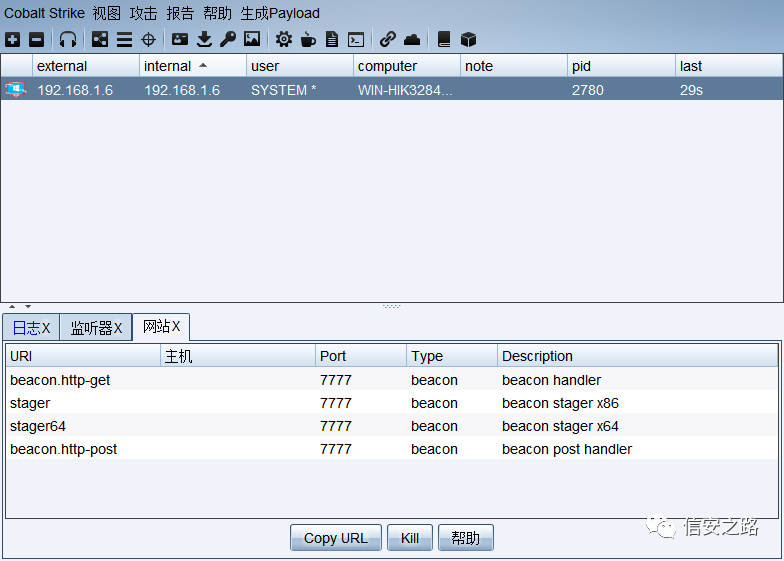 Cobalt Strike 视图 攻击 报告 帮助 生成Payload
external internal user computer note pid last
192.168.1.6 192.168.1.6 SYSTEM * WIN-HIK3284... 2780 29s
日志X 监听器X 网站X
URI 主机 Port Type Description
beacon.http-get 7777 beacon beacon handler
stager 7777 beacon beacon stager x86
stager64 7777 beacon beacon stager x64
beacon.http-post 7777 beacon beacon post handler
Copy URL Kill 帮助
信安之路